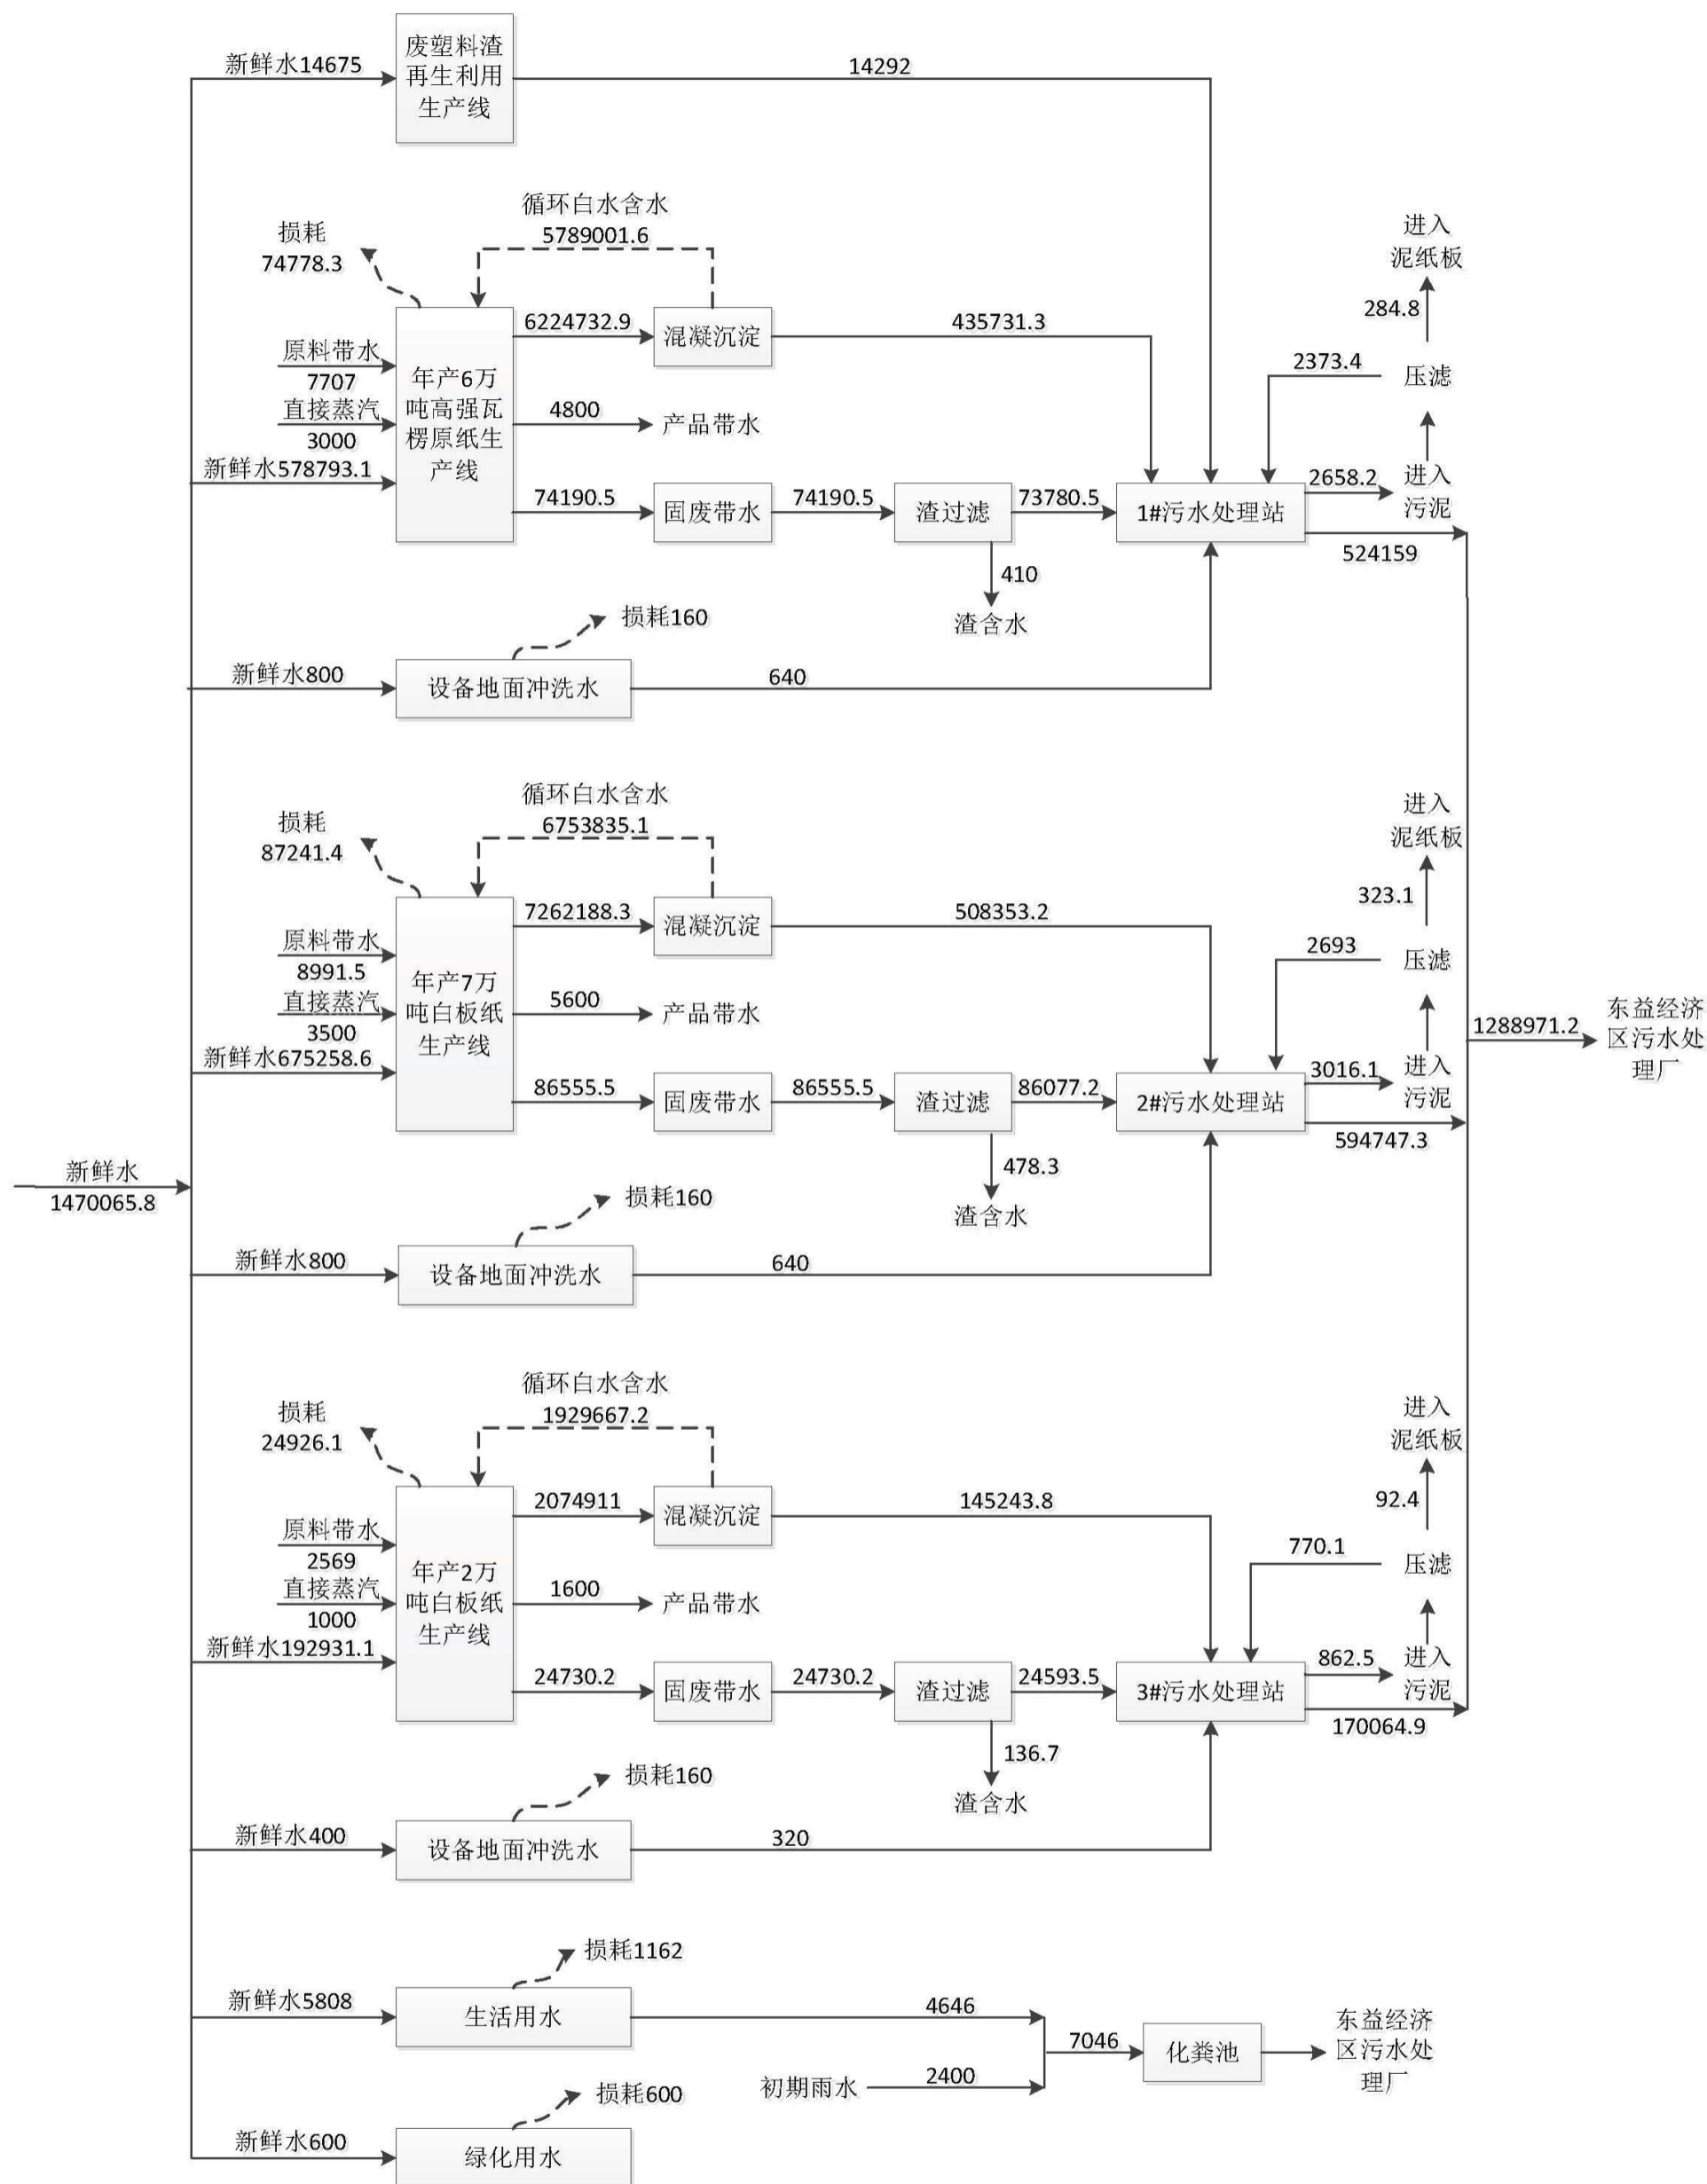 新鲜水14675
废塑料渣
再生利用
生产线
14292
循环白水含水
5789001.6
损耗
74778.3
原料带水
7707
直接蒸汽
3000
新鲜水578793.1
年产6万
吨高强瓦
楞原纸生
产线
6224732.9
混凝沉淀
435731.3
4800
产品带水
74190.5
固废带水
74190.5
渣过滤
73780.5
410
渣含水
1#污水处理站
进入
泥纸板
284.8
2373.4
压滤
2658.2
进入
污泥
524159
损耗160
新鲜水800
设备地面冲洗水
640
循环白水含水
6753835.1
损耗
87241.4
原料带水
8991.5
直接蒸汽
3500
新鲜水675258.6
年产7万
吨白板纸
生产线
7262188.3
混凝沉淀
508353.2
5600
产品带水
86555.5
固废带水
86555.5
渣过滤
86077.2
478.3
渣含水
2#污水处理站
进入
泥纸板
323.1
2693
压滤
3016.1
进入
污泥
594747.3
1288971.2
东益经济
区污水处
理厂
新鲜水
1470065.8
损耗160
新鲜水800
设备地面冲洗水
640
循环白水含水
1929667.2
损耗
24926.1
原料带水
2569
直接蒸汽
1000
新鲜水192931.1
年产2万
吨白板纸
生产线
2074911
混凝沉淀
145243.8
1600
产品带水
24730.2
固废带水
24730.2
渣过滤
24593.5
136.7
渣含水
3#污水处理站
进入
泥纸板
92.4
770.1
压滤
862.5
进入
污泥
170064.9
损耗160
新鲜水400
设备地面冲洗水
320
损耗1162
新鲜水5808
生活用水
4646
初期雨水
2400
7046
化粪池
东益经济
区污水处
理厂
损耗600
新鲜水600
绿化用水